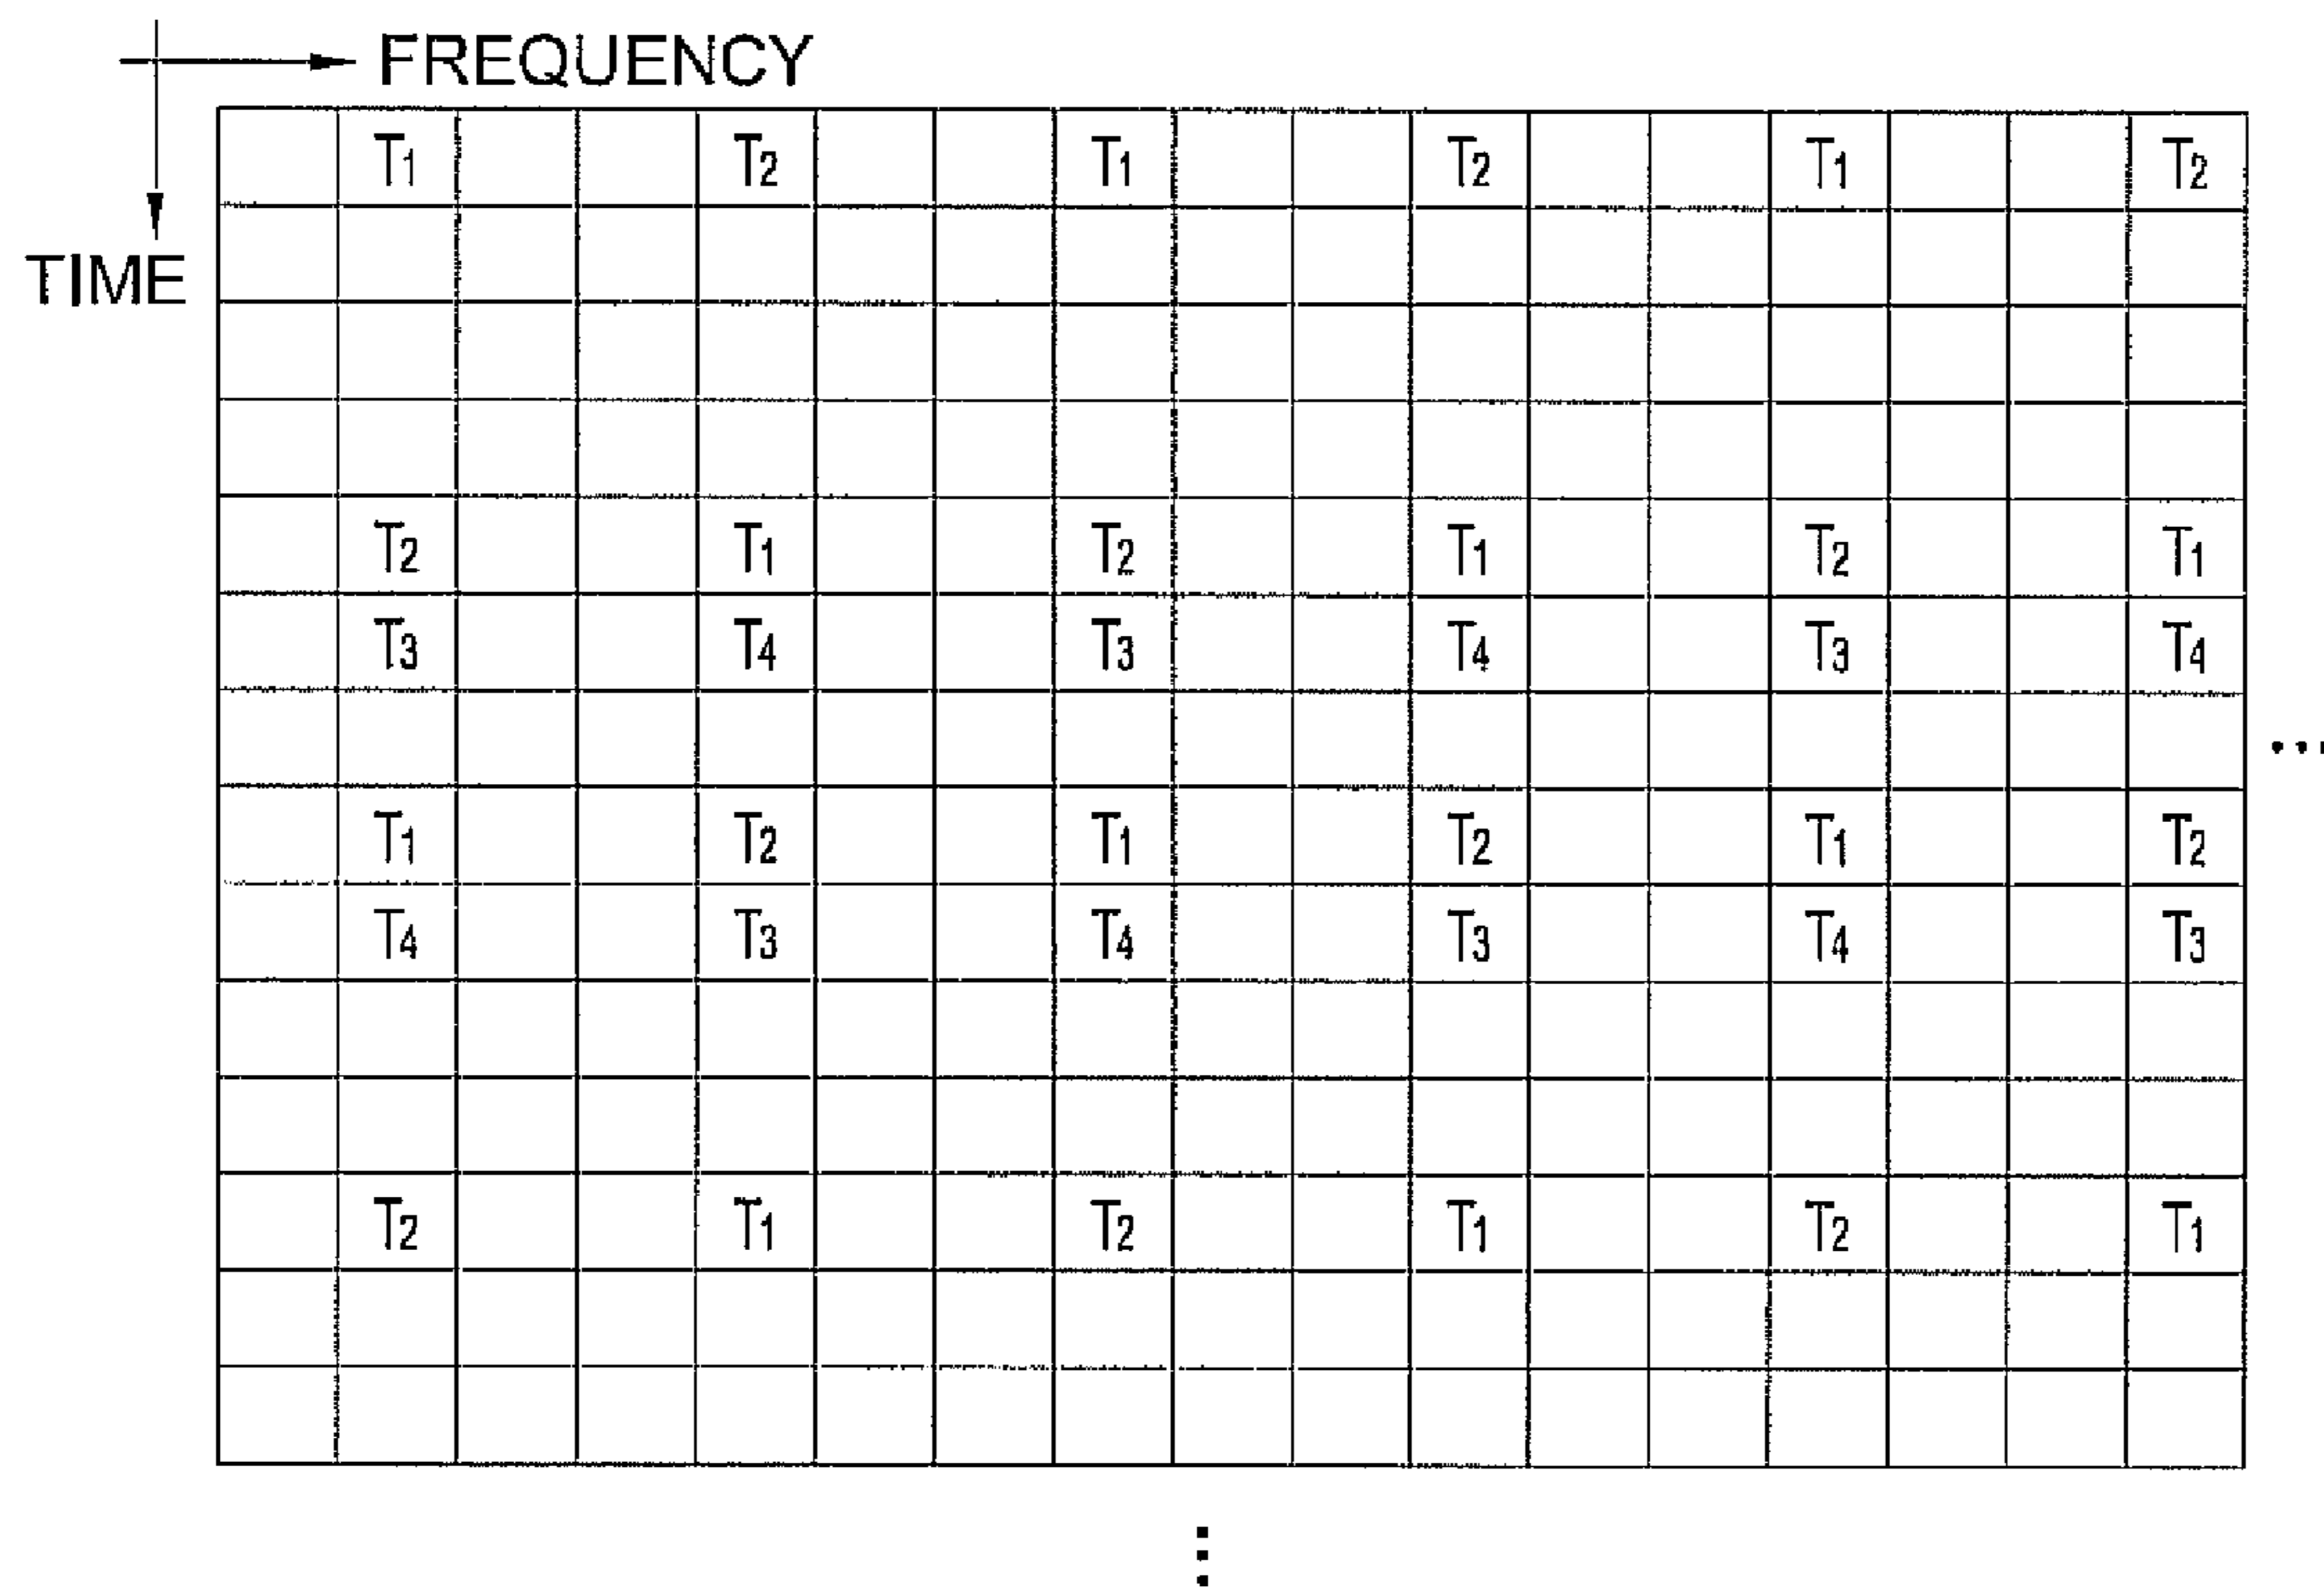 FREQUENCY
TIME
T1 T2 T1 T2 T1 T2
T2 T1 T2 T1 T2 T1
T3 T4 T3 T4 T3 T4
...
T1 T2 T1 T2 T1 T2
T4 T3 T4 T3 T4 T3
T2 T1 T2 T1 T2 T1
⋮